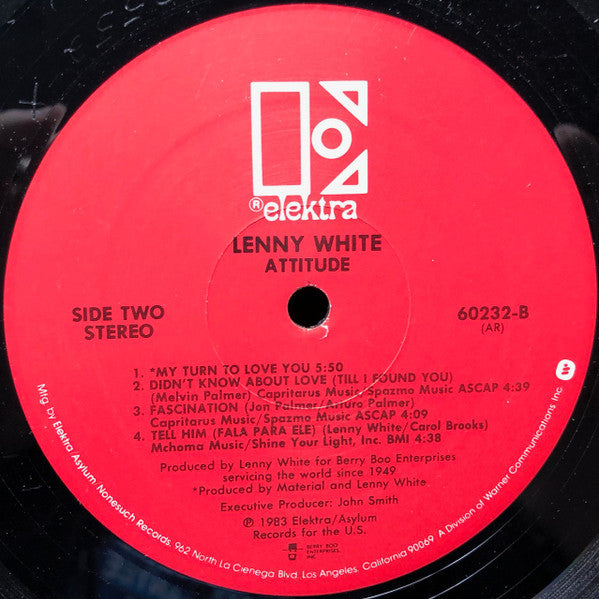 ® elektra
LENNY WHITE
ATTITUDE
SIDE TWO
STEREO
60232-B
(AR)
1. *MY TURN TO LOVE YOU 5:50
2. DIDN'T KNOW ABOUT LOVE (TILL I FOUND YOU)
(Melvin Palmer) Capritarus Music/Spazmo Music ASCAP 4:39
3. FASCINATION (Jon Palmer/Arturo Palmer)
Capritarus Music/Spazmo Music ASCAP 4:09
4. TELL HIM (FALA PARA ELE) (Lenny White/Carol Brooks)
Mchoma Music/Shine Your Light, Inc. BMI 4:38
Produced by Lenny White for Berry Boo Enterprises
servicing the world since 1949
*Produced by Material and Lenny White
Executive Producer: John Smith
℗ 1983 Elektra/Asylum
Records for the U.S.
BERRY BOO
ENTERPRISES,
INC
Mfg by Elektra Asylum Nonesuch Records, 962 North La Cienega Blvd. Los Angeles, California 90069 A Division of Warner Communications Inc